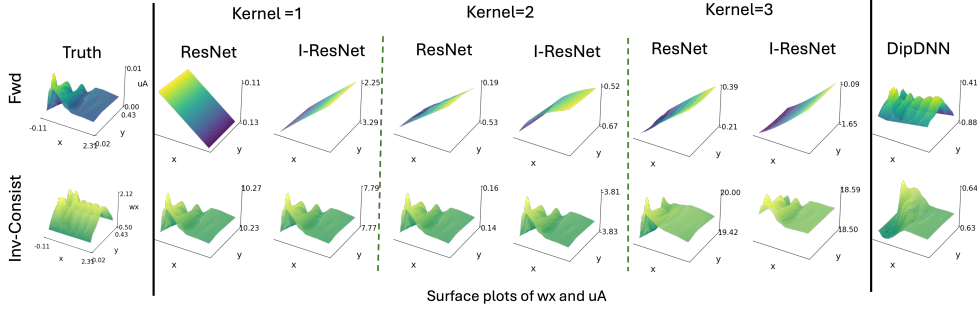 Kernel =1 Kernel=2 Kernel=3
Truth ResNet I-ResNet ResNet I-ResNet ResNet I-ResNet DipDNN
Fwd
0.01
uA
0.00
0.43
y
-0.11
x
2.31
0.02
0.11
0.13
x
y
-2.25
3.29
x
y
0.19
0.53
x
y
0.52
-0.67
x
y
0.39
0.21
x
y
-0.09
1.65
x
y
0.41
0.88
x
y
Inv-Consist
2.12
wx
-0.50
0.43
y
-0.11
x
2.31
0.02
10.27
10.23
x
y
7.79
7.77
x
y
0.16
0.14
x
y
-3.81
-3.83
x
y
20.00
19.42
x
y
18.59
18.50
x
y
0.64
0.63
x
y
Surface plots of wx and uA